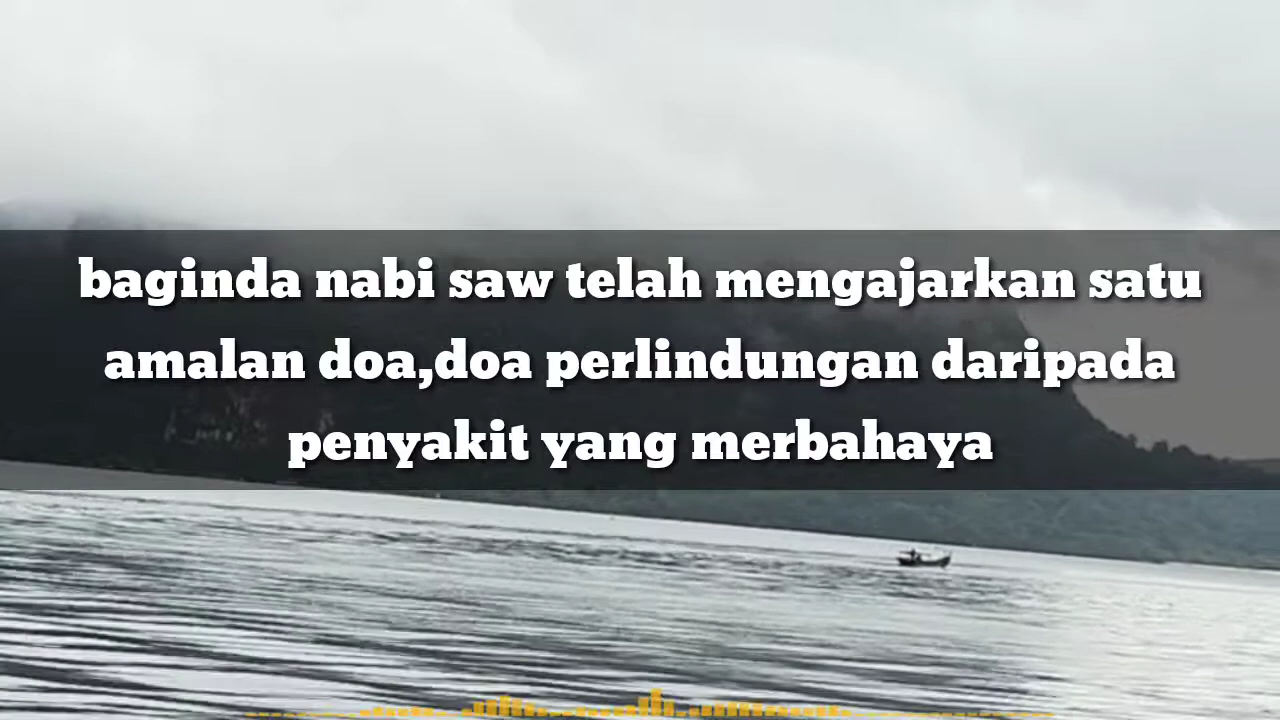 baginda nabi saw telah mengajarkan satu
amalan doa,doa perlindungan daripada
penyakit yang merbahaya